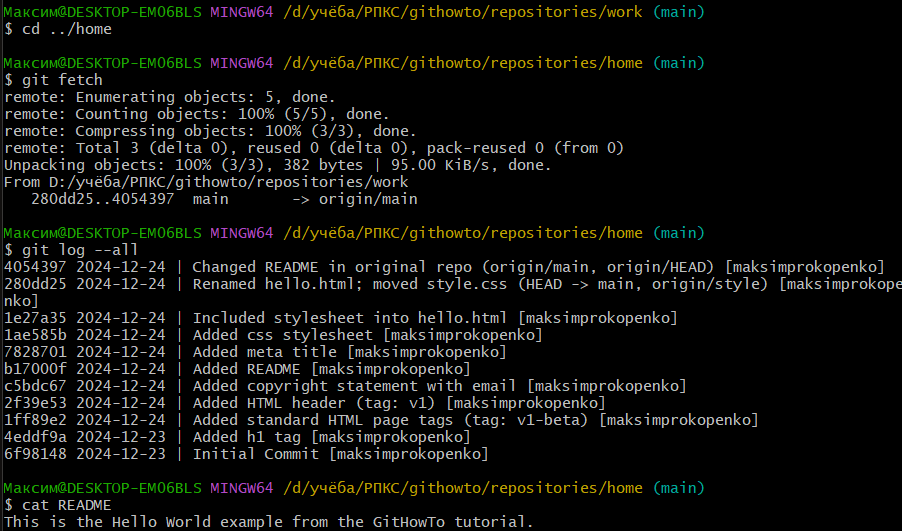 Максим@DESKTOP-EMO6BLS MINGW64 /d/учёба/РПКС/githowto/repositories/work (main)
$ cd ../home
Максим@DESKTOP-EMO6BLS MINGW64 /d/учёба/РПКС/githowto/repositories/home (main)
$ git fetch
remote: Enumerating objects: 5, done.
remote: Counting objects: 100% (5/5), done.
remote: Compressing objects: 100% (3/3), done.
remote: Total 3 (delta 0), reused 0 (delta 0), pack-reused 0 (from 0)
Unpacking objects: 100% (3/3), 382 bytes | 95.00 KiB/s, done.
From D:/учёба/РПКС/githowto/repositories/work
   280dd25..4054397  main       -> origin/main
Максим@DESKTOP-EMO6BLS MINGW64 /d/учёба/РПКС/githowto/repositories/home (main)
$ git log --all
4054397 2024-12-24 | Changed README in original repo (origin/main, origin/HEAD) [maksimprokopenko]
280dd25 2024-12-24 | Renamed hello.html; moved style.css (HEAD -> main, origin/style) [maksimprokope
nko]
1e27a35 2024-12-24 | Included stylesheet into hello.html [maksimprokopenko]
1ae585b 2024-12-24 | Added css stylesheet [maksimprokopenko]
7828701 2024-12-24 | Added meta title [maksimprokopenko]
b17000f 2024-12-24 | Added README [maksimprokopenko]
c5bdc67 2024-12-24 | Added copyright statement with email [maksimprokopenko]
2f39e53 2024-12-24 | Added HTML header (tag: v1) [maksimprokopenko]
1ff89e2 2024-12-24 | Added standard HTML page tags (tag: v1-beta) [maksimprokopenko]
4eddf9a 2024-12-23 | Added h1 tag [maksimprokopenko]
6f98148 2024-12-23 | Initial Commit [maksimprokopenko]
Максим@DESKTOP-EMO6BLS MINGW64 /d/учёба/РПКС/githowto/repositories/home (main)
$ cat README
This is the Hello World example from the GitHowTo tutorial.